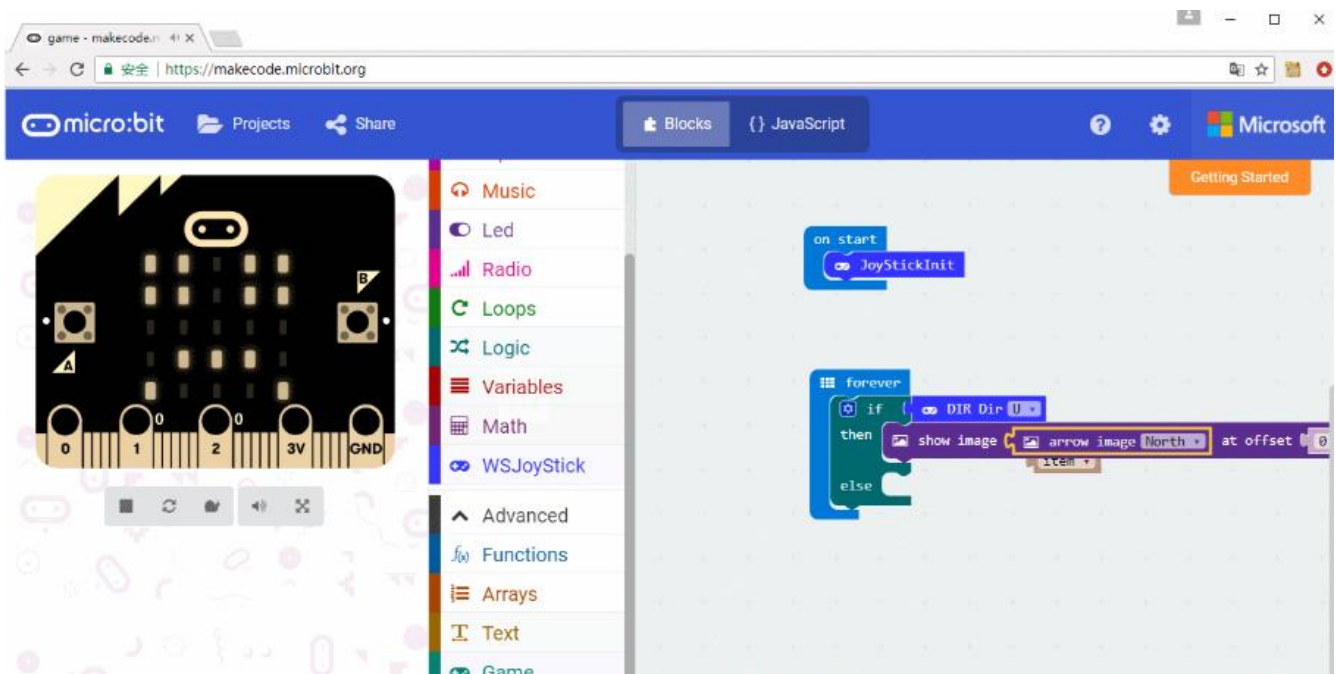 game - makecode.n
安全 | https://makecode.microbit.org
micro:bit Projects Share Blocks {} JavaScript Microsoft
Getting Started
Music
Led
Radio
Loops
Logic
Variables
Math
WSJoyStick
Advanced
f(x) Functions
Arrays
Text
Game
B
A
0 0
0 1 2 3V GND
on start
JoyStickInit
forever
if DIR Dir U
then show image arrow image North at offset 0
item
else